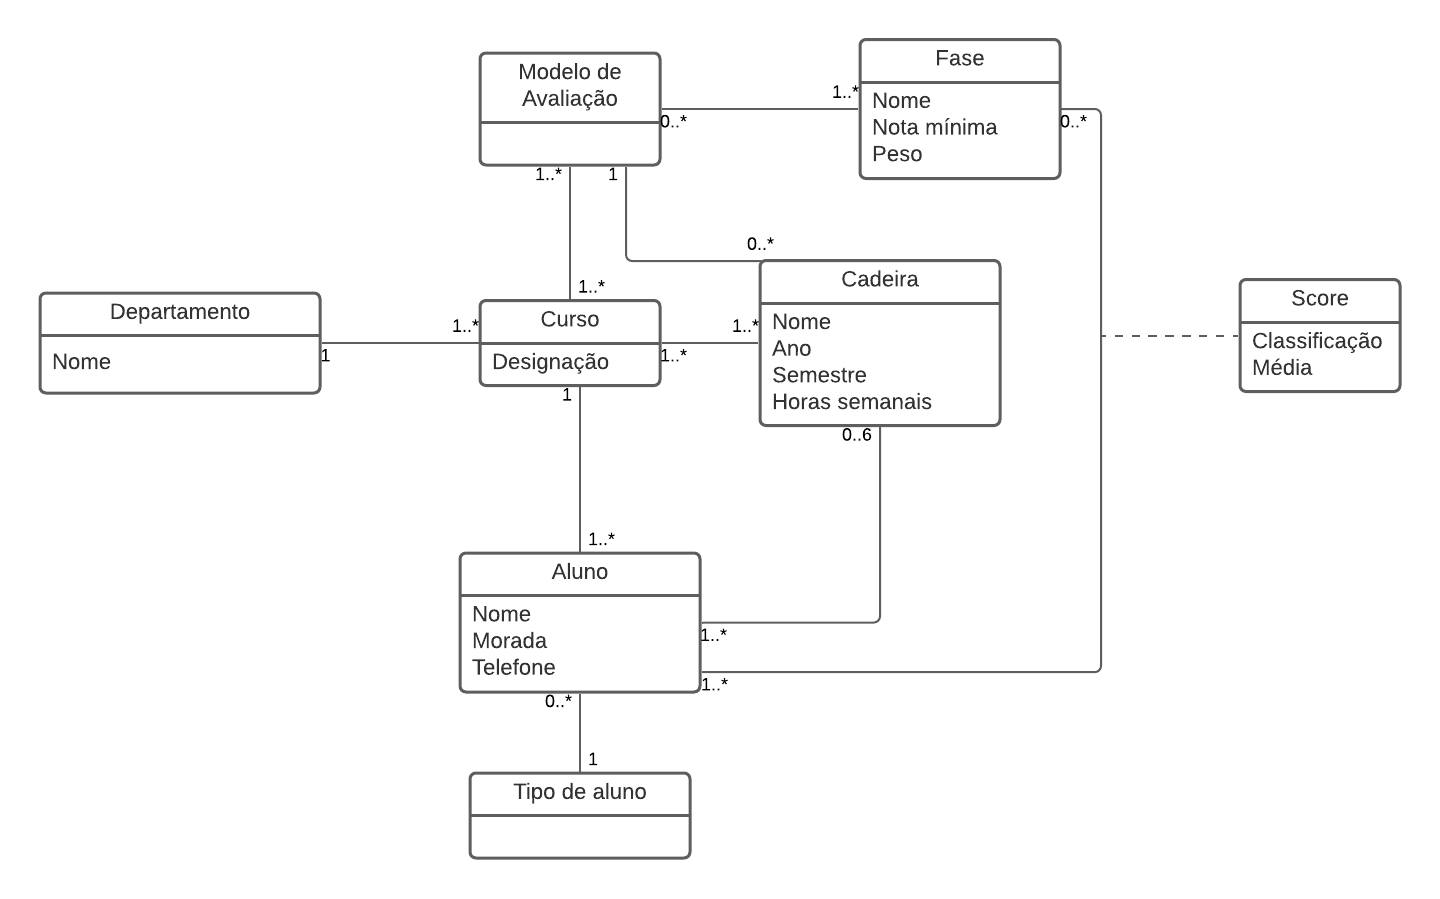 Modelo de
Avaliação
1..*
1
0..*
Fase
Nome
Nota mínima
Peso
1..*
0..*
Departamento
Nome
1
Curso
Designação
1..*
1..*
1..*
1
Cadeira
Nome
Ano
Semestre
Horas semanais
0..*
1..*
0..6
Score
Classificação
Média
Aluno
Nome
Morada
Telefone
1..*
1..*
1..*
0..*
Tipo de aluno
1